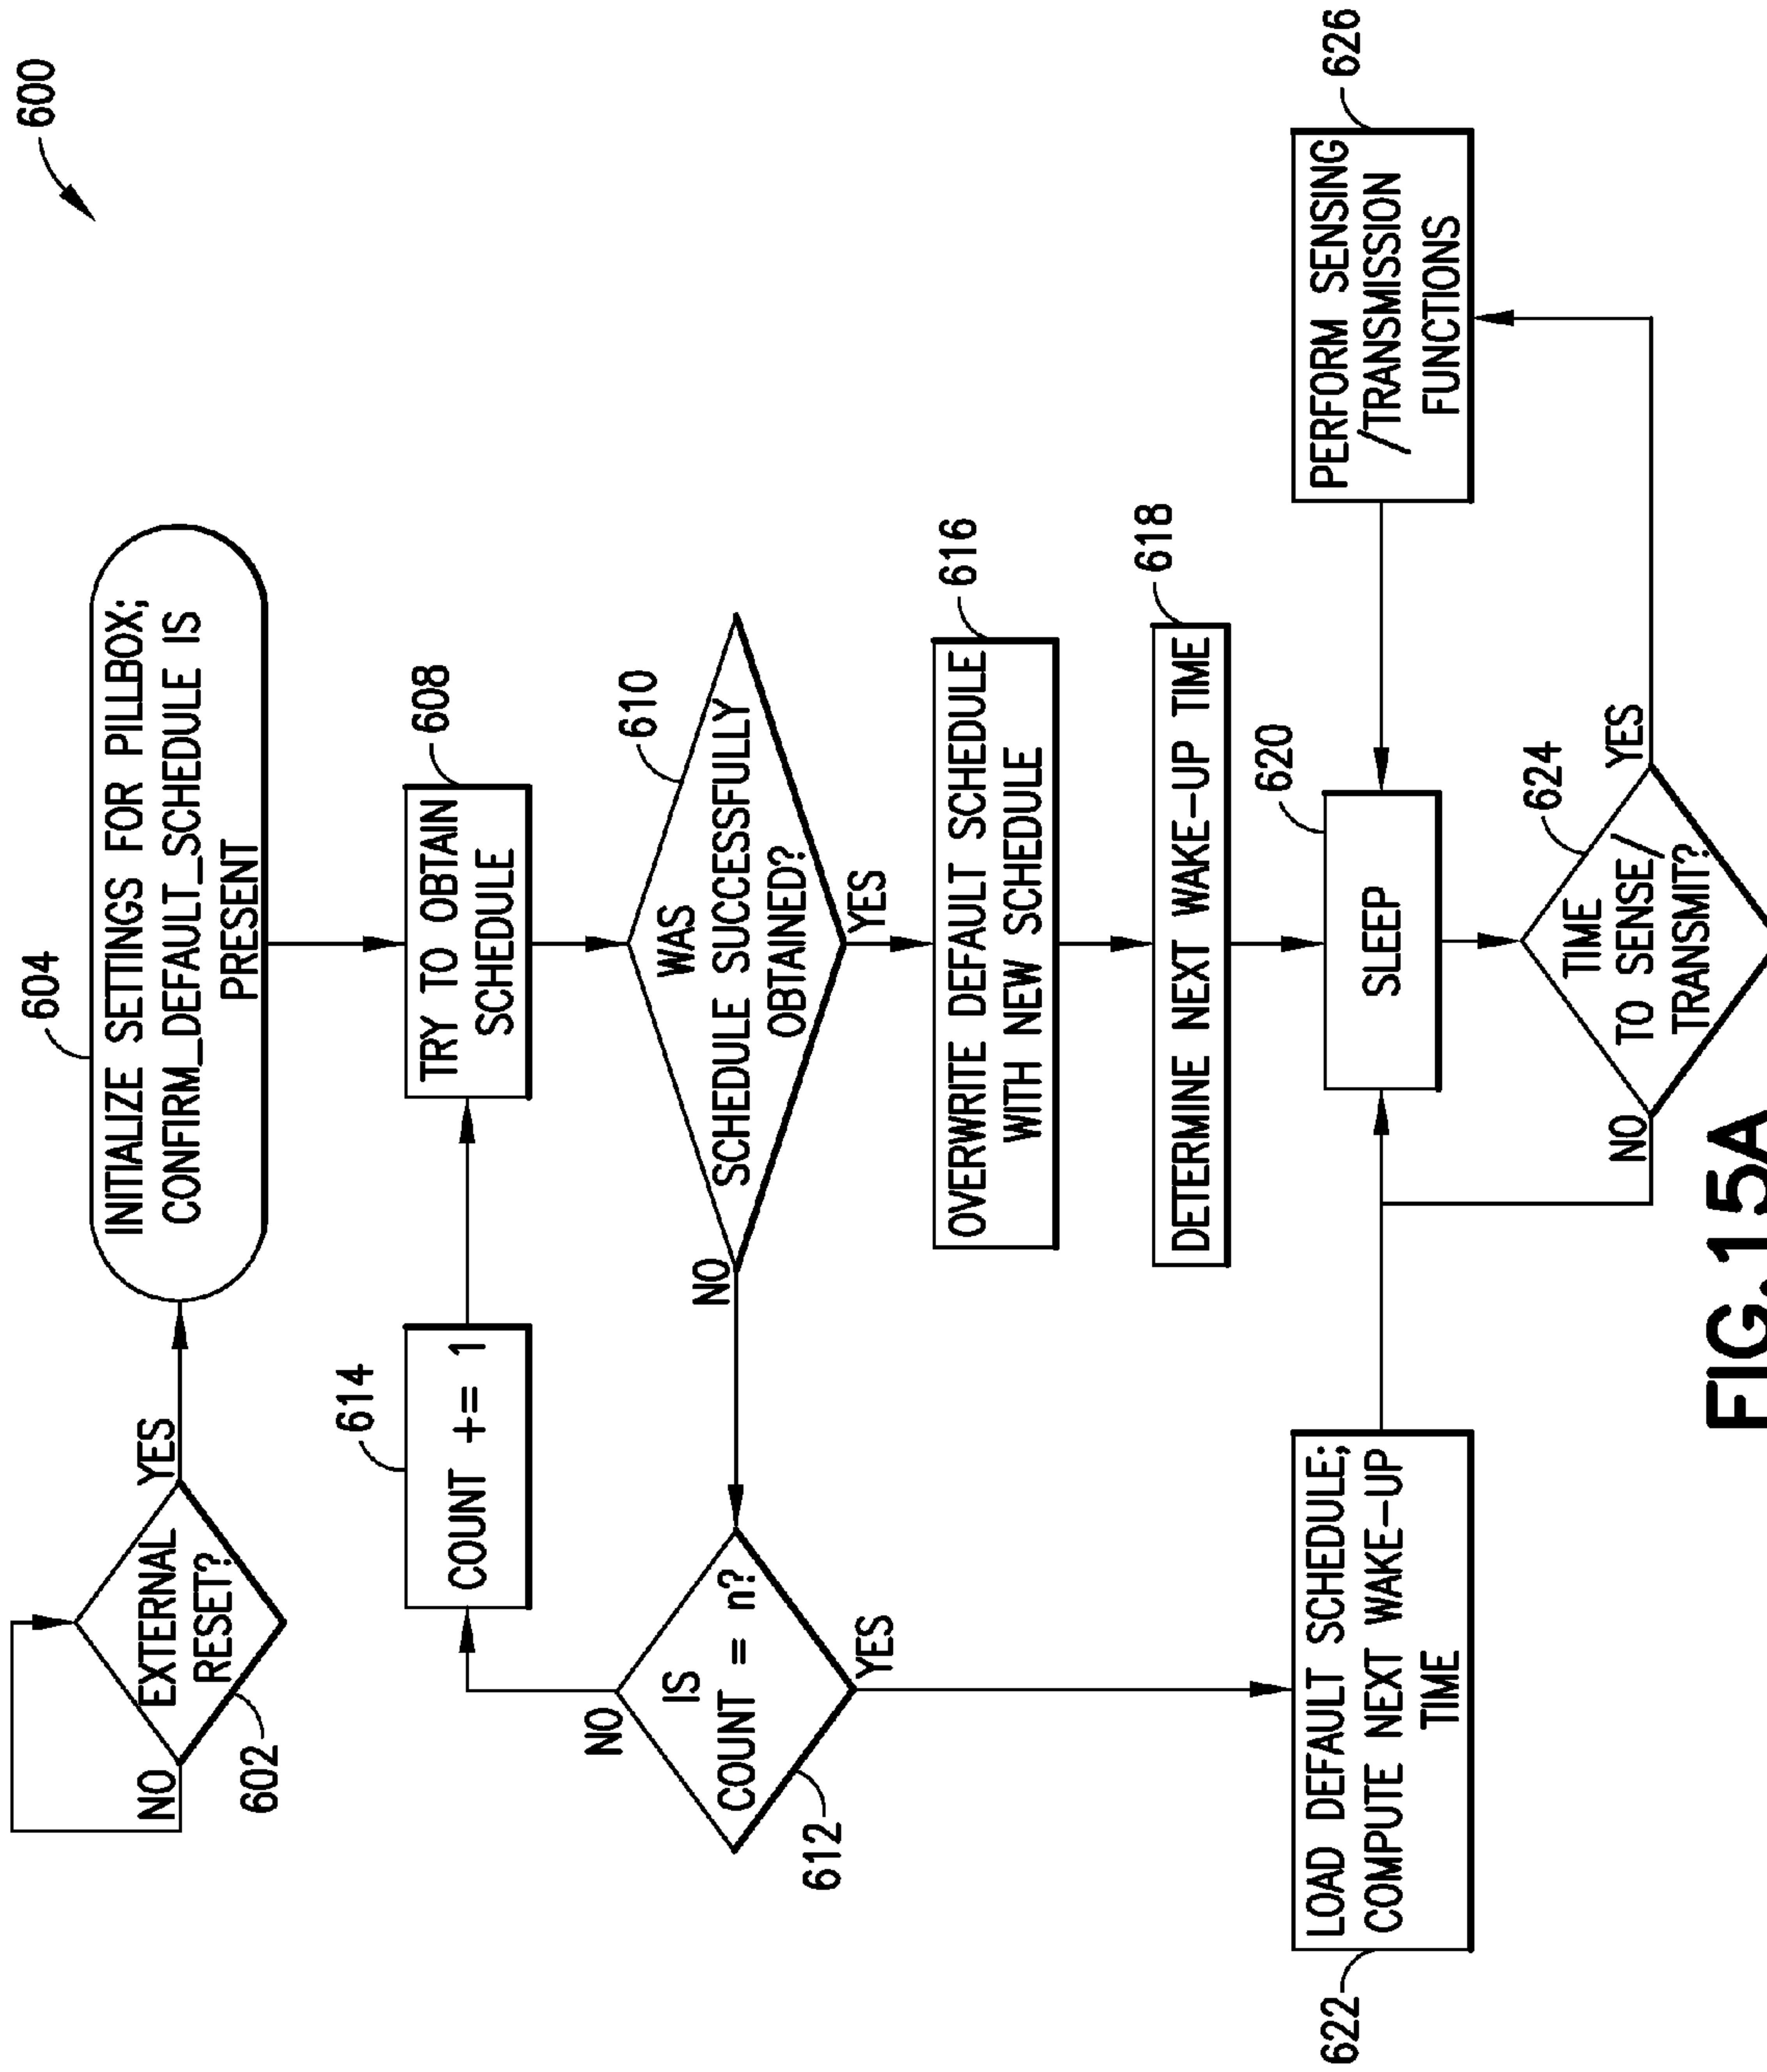 600
604
INITIALIZE SETTINGS FOR PILLBOX;
CONFIRM_DEFAULT_SCHEDULE IS
PRESENT
EXTERNAL
RESET?
YES
NO
602
614
COUNT += 1
TRY TO OBTAIN
SCHEDULE
608
610
WAS
SCHEDULE SUCCESSFULLY
OBTAINED?
NO
YES
IS
COUNT = n?
NO
YES
612
OVERWRITE DEFAULT SCHEDULE
WITH NEW SCHEDULE
616
DETERMINE NEXT WAKE-UP TIME
618
622
LOAD DEFAULT SCHEDULE;
COMPUTE NEXT WAKE-UP
TIME
SLEEP
620
PERFORM SENSING
/TRANSMISSION
FUNCTIONS
626
TIME
TO SENSE/
TRANSMIT?
624
NO
YES
FIG.15A